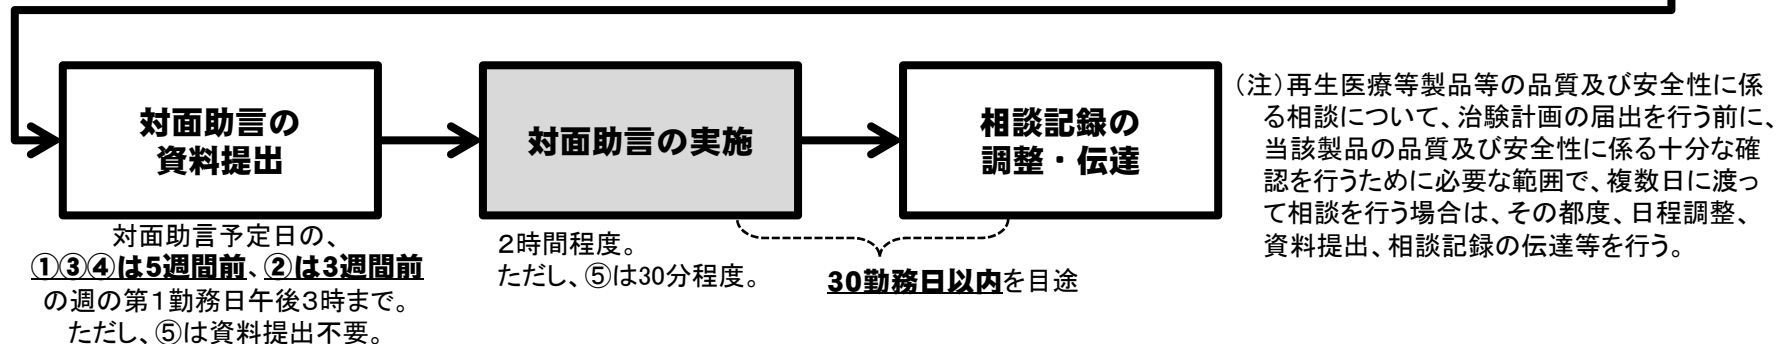 対面助言の
資料提出
対面助言予定日の、
①③④は5週間前、②は3週間前
の週の第1勤務日午後3時まで。
ただし、⑤は資料提出不要。
対面助言の実施
2時間程度。
ただし、⑤は30分程度。
相談記録の
調整・伝達
30勤務日以内を目途
(注)再生医療等製品等の品質及び安全性に係
る相談について、治験計画の届出を行う前に、
当該製品の品質及び安全性に係る十分な確
認を行うために必要な範囲で、複数日に渡っ
て相談を行う場合は、その都度、日程調整、
資料提出、相談記録の伝達等を行う。